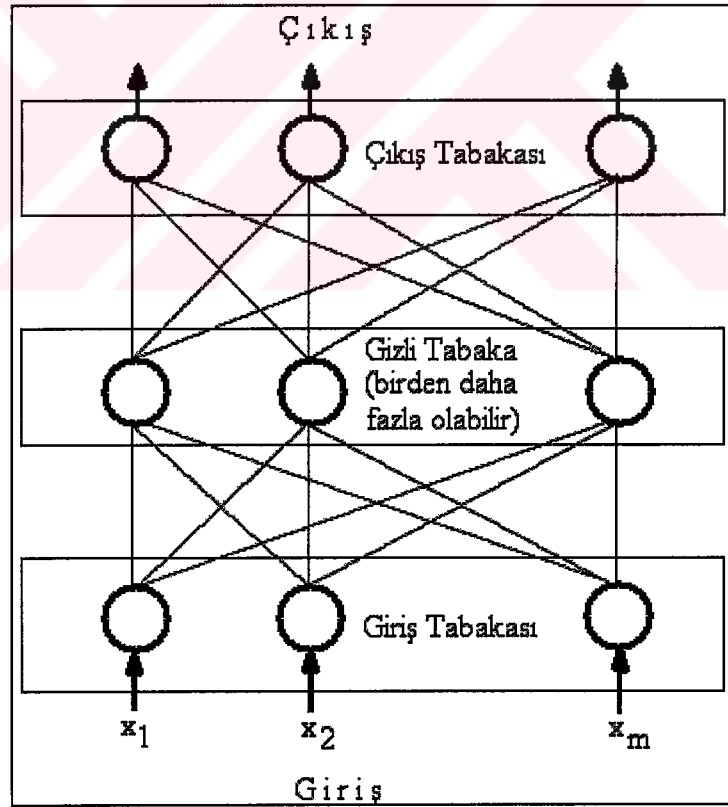 Çıkış
Çıkış Tabakası
Gizli Tabaka
(birden daha
fazla olabilir)
Giriş Tabakası
x1 x2 xm
Giriş